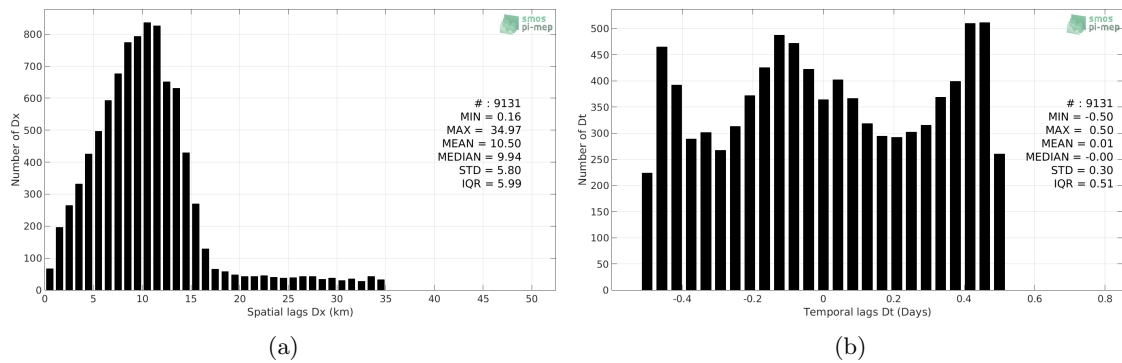 800
700
600
500
400
300
200
100
0
Number of Dx
smos
pi-mep
# : 9131
MIN = 0.16
MAX = 34.97
MEAN = 10.50
MEDIAN = 9.94
STD = 5.80
IQR = 5.99
0 5 10 15 20 25 30 35 40 45 50
Spatial lags Dx (km)
(a)
500
450
400
350
300
250
200
150
100
50
0
Number of Dt
smos
pi-mep
# : 9131
MIN = -0.50
MAX = 0.50
MEAN = 0.01
MEDIAN = -0.00
STD = 0.30
IQR = 0.51
-0.4 -0.2 0 0.2 0.4 0.6 0.8
Temporal lags Dt (Days)
(b)